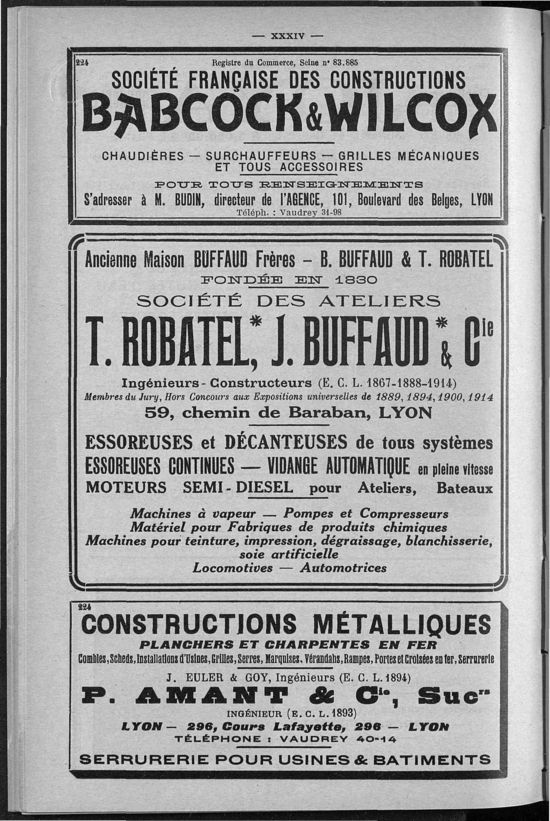 — XXXIV —
224
Registre du Commerce, Seine n° 83.885
SOCIÉTÉ FRANÇAISE DES CONSTRUCTIONS
BABCOCK & WILCOX
CHAUDIÈRES — SURCHAUFFEURS — GRILLES MÉCANIQUES
ET TOUS ACCESSOIRES
POUR TOUS RENSEIGNEMENTS
S'adresser à M. BUDIN, directeur de l'AGENCE, 101, Boulevard des Belges, LYON
Téléph. : Vaudrey 31-98
Ancienne Maison BUFFAUD Frères – B. BUFFAUD & T. ROBATEL
FONDÉE EN 1830
SOCIÉTÉ DES ATELIERS
T. ROBATEL*, J. BUFFAUD* & Cie
Ingénieurs-Constructeurs (E. C. L. 1867-1888-1914)
Membres du Jury, Hors Concours aux Expositions universelles de 1889, 1894, 1900, 1914
59, chemin de Baraban, LYON
ESSOREUSES et DÉCANTEUSES de tous systèmes
ESSOREUSES CONTINUES — VIDANGE AUTOMATIQUE en pleine vitesse
MOTEURS SEMI-DIESEL pour Ateliers, Bateaux
Machines à vapeur — Pompes et Compresseurs
Matériel pour Fabriques de produits chimiques
Machines pour teinture, impression, dégraissage, blanchisserie,
soie artificielle
Locomotives — Automotrices
224
CONSTRUCTIONS MÉTALLIQUES
PLANCHERS ET CHARPENTES EN FER
Combles, Scheds, Installations d'Usines, Grilles, Serres, Marquises, Vérandahs, Rampes, Portes et Croisées en fer, Serrurerie
J. EULER & GOY, Ingénieurs (E. C. L. 1894)
P. AMANT & Cie, Sucrs
INGÉNIEUR (E. C. L. 1893)
LYON — 296, Cours Lafayette, 296 — LYON
TÉLÉPHONE : VAUDREY 40-14
SERRURERIE POUR USINES & BATIMENTS